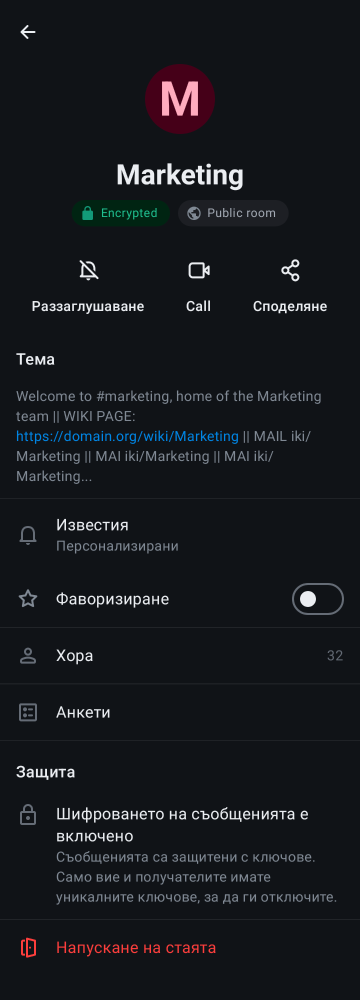 M
Marketing
Encrypted
Public room
Раззаглушаване
Call
Споделяне
Тема
Welcome to #marketing, home of the Marketing
team || WIKI PAGE:
https://domain.org/wiki/Marketing || MAIL iki/
Marketing || MAI iki/Marketing || MAI iki/
Marketing...
Известия
Персонализирани
Фаворизиране
Хора
32
Анкети
Защита
Шифроването на съобщенията е
включено
Съобщенията са защитени с ключове.
Само вие и получателите имате
уникалните ключове, за да ги отключите.
Напускане на стаята